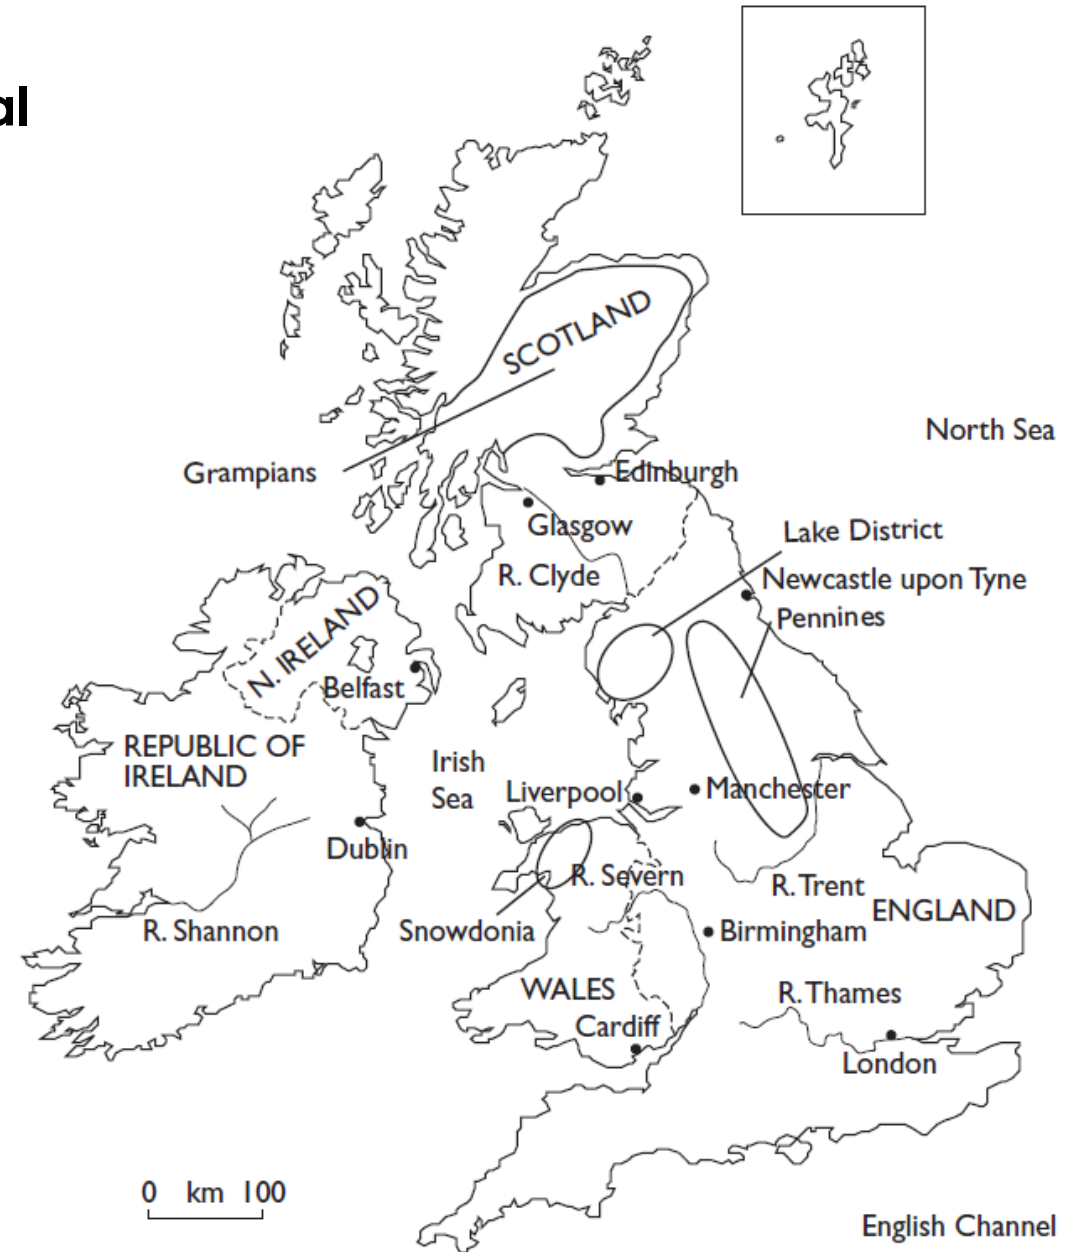 al
SCOTLAND
North Sea
Grampians
Edinburgh
Glasgow
Lake District
R. Clyde
Newcastle upon Tyne
Pennines
N. IRELAND
Belfast
REPUBLIC OF
IRELAND
Irish
Sea
Liverpool
Manchester
Dublin
R. Severn
R. Trent
ENGLAND
R. Shannon
Snowdonia
Birmingham
WALES
R. Thames
Cardiff
London
0 km 100
English Channel